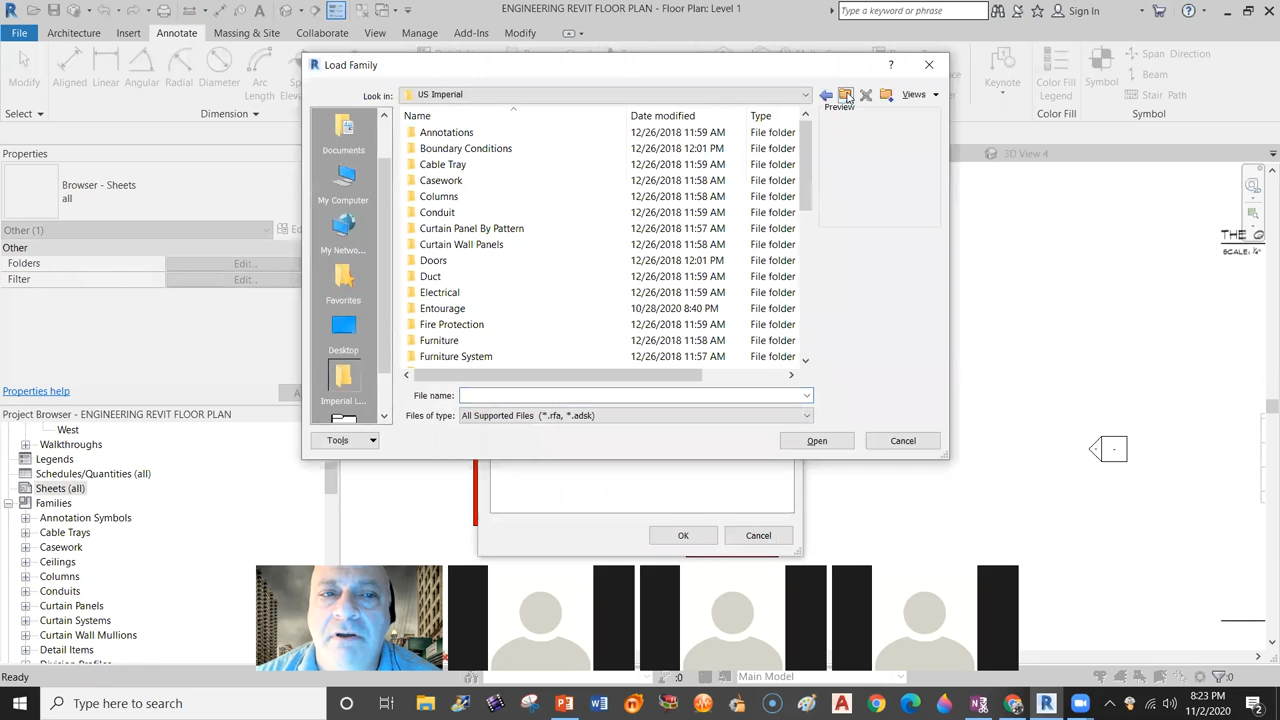 ENGINEERING REVIT FLOOR PLAN - Floor Plan: Level 1
Type a keyword or phrase
Sign In
File Architecture Insert Annotate Massing & Site Collaborate View Manage Add-Ins Modify
Modify
Aligned Linear Angular Radial Diameter Arc
Select
Dimension
Keynote
Color Fill
Legend
Symbol
Span Direction
Beam
Stair Path
Color Fill
Symbol
Load Family
Look in:
US Imperial
Views
Preview
Name Date modified Type
Annotations 12/26/2018 11:59 AM File folder
Boundary Conditions 12/26/2018 12:01 PM File folder
Cable Tray 12/26/2018 11:59 AM File folder
Casework 12/26/2018 11:58 AM File folder
Columns 12/26/2018 11:58 AM File folder
Conduit 12/26/2018 11:59 AM File folder
Curtain Panel By Pattern 12/26/2018 11:57 AM File folder
Curtain Wall Panels 12/26/2018 11:58 AM File folder
Doors 12/26/2018 12:01 PM File folder
Duct 12/26/2018 11:59 AM File folder
Electrical 12/26/2018 11:59 AM File folder
Entourage 10/28/2020 8:40 PM File folder
Fire Protection 12/26/2018 11:59 AM File folder
Furniture 12/26/2018 11:58 AM File folder
Furniture System 12/26/2018 11:57 AM File folder
Documents
My Computer
My Netwo...
Favorites
Desktop
Imperial L...
File name:
Files of type: All Supported Files (*.rfa, *.adsk)
Tools
Open
Cancel
OK
Cancel
Properties
Browser - Sheets
all
Other (1)
Other
Folders Edit...
Filter Edit...
Properties help
3D View 4
Project Browser - ENGINEERING REVIT FLOOR PLAN
West
Walkthroughs
Legends
Schedules/Quantities (all)
Sheets (all)
Families
Annotation Symbols
Cable Trays
Casework
Ceilings
Columns
Conduits
Curtain Panels
Curtain Systems
Curtain Wall Mullions
Detail Items
THE
SCALE:
Ready
:0
Main Model
:0
Type here to search
8:23 PM
11/2/2020